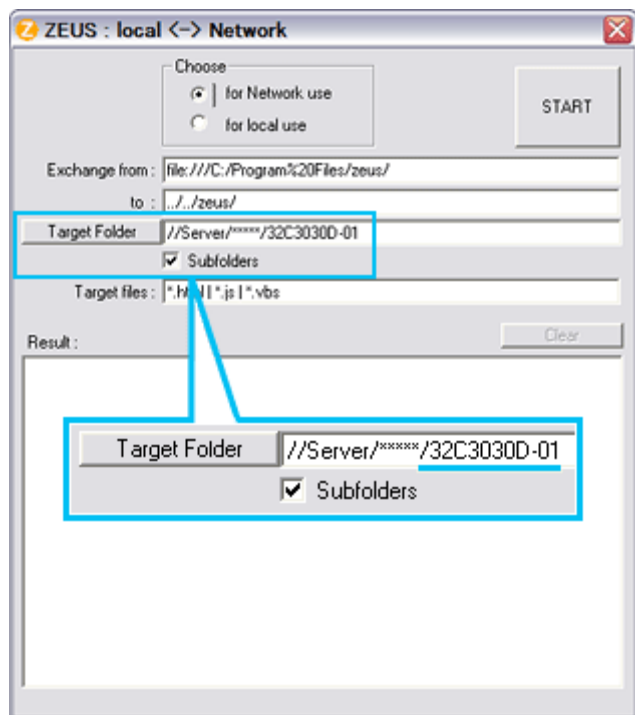 ZEUS : local <-> Network
Choose
for Network use
for local use
START
Exchange from : file:///C:/Program%20Files/zeus/
to : ../../zeus/
Target Folder //Server/*****/32C3030D-01
Subfolders
Target files : *.html | *.js | *.vbs
Clear
Result :
Target Folder //Server/*****/32C3030D-01
Subfolders